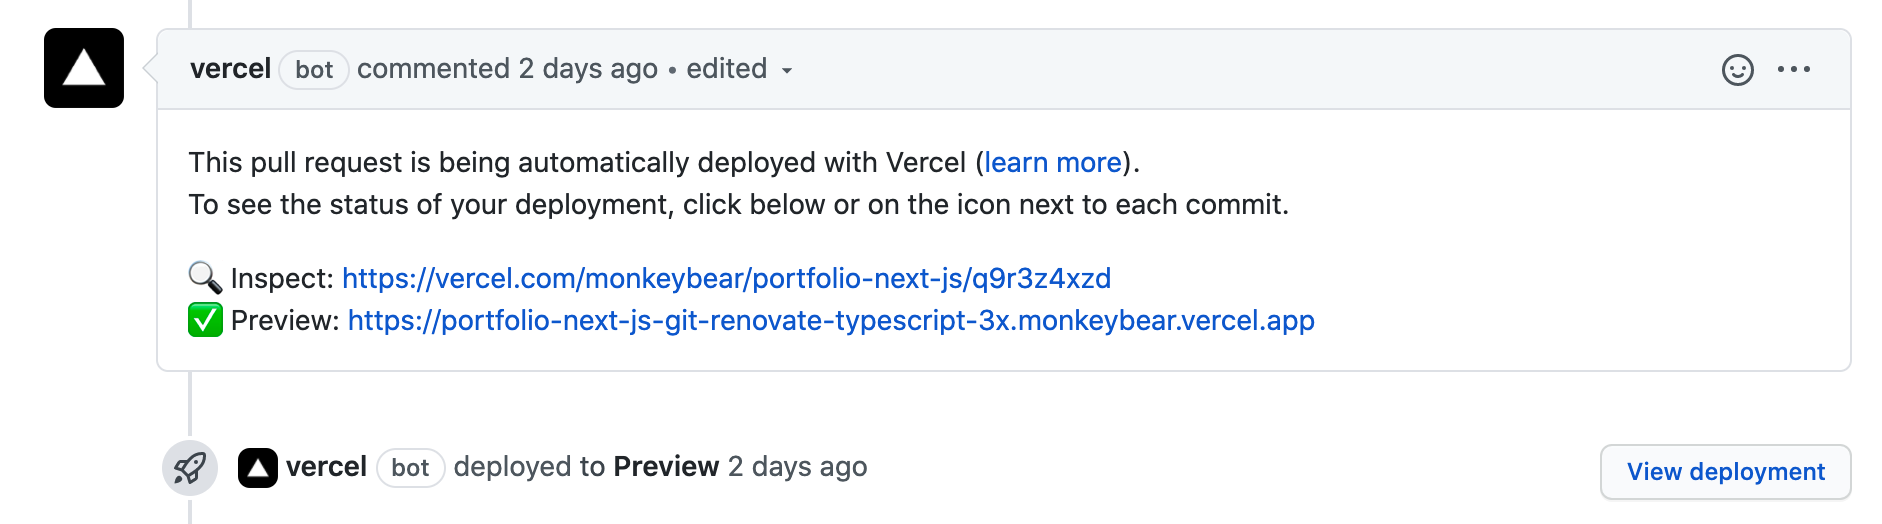 vercel bot commented 2 days ago • edited
This pull request is being automatically deployed with Vercel (learn more).
To see the status of your deployment, click below or on the icon next to each commit.
🔍 Inspect: https://vercel.com/monkeybear/portfolio-next-js/q9r3z4xzd
✅ Preview: https://portfolio-next-js-git-renovate-typescript-3x.monkeybear.vercel.app
vercel bot deployed to Preview 2 days ago
View deployment